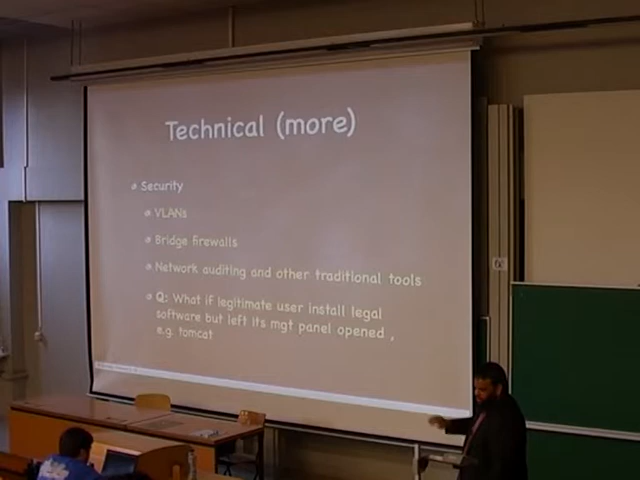 Technical (more)
Security
VLANs
Bridge firewalls
Network auditing and other traditional tools
Q: What if legitimate user install legal
software but left its mgt panel opened ,
e.g. tomcat